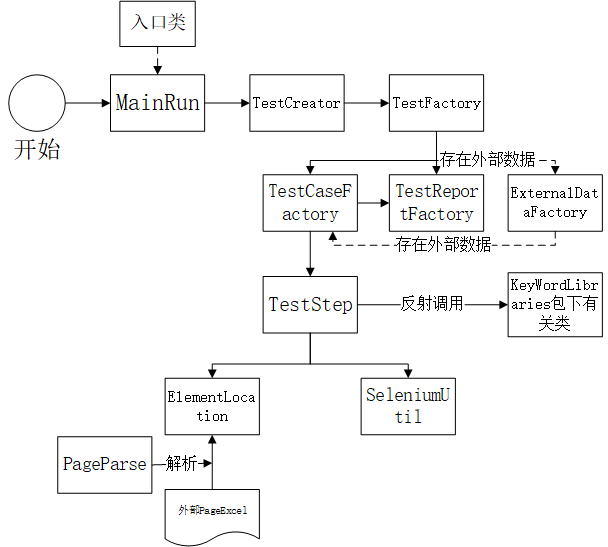 入口类
开始
MainRun
TestCreator
TestFactory
存在外部数据
TestCaseF
actory
TestRepor
tFactory
ExternalDat
aFactory
存在外部数据
TestStep
反射调用
KeyWordLibr
aries包下有
关类
ElementLoca
tion
SeleniumU
til
PageParse
解析
外部PageExcel